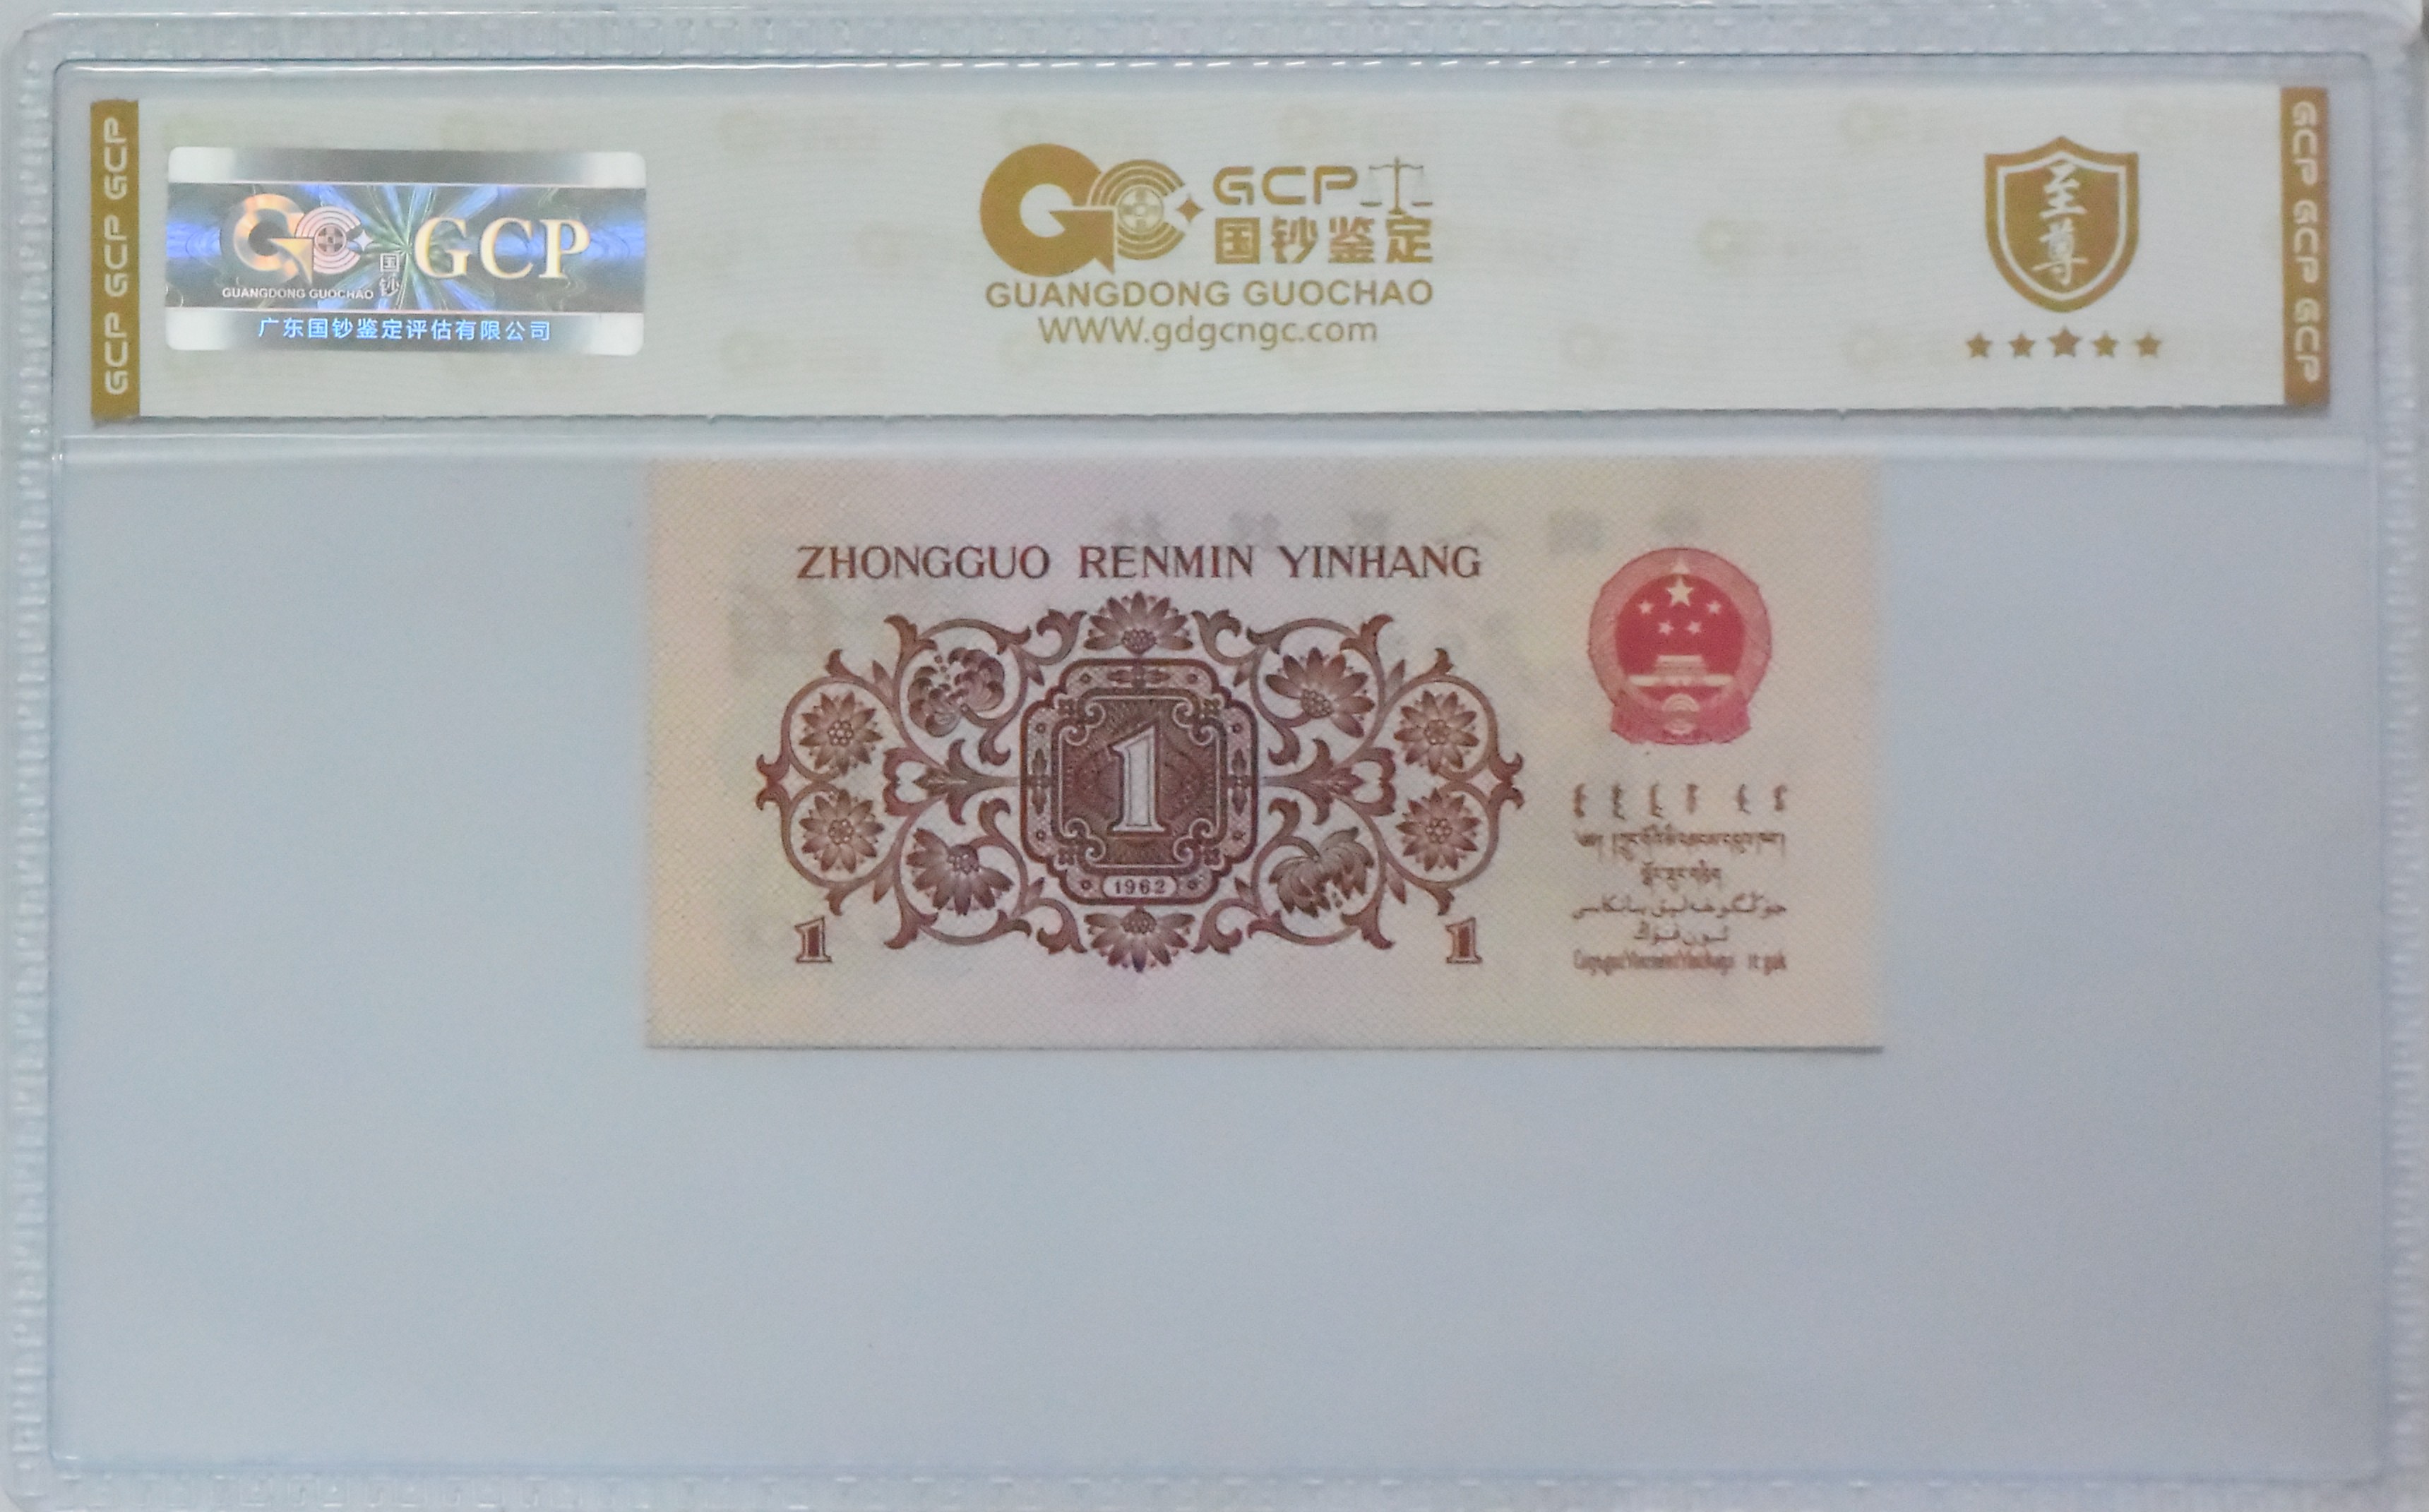 GCP GCP GCP
GCP
国钞
GUANGDONG GUOCHAO
广东国钞鉴定评估有限公司
GCP
国钞鉴定
GUANGDONG GUOCHAO
WWW.gdgcngc.com
至尊
GCP GCP GCP
ZHONGGUO RENMIN YINHANG
1
1962
1
1